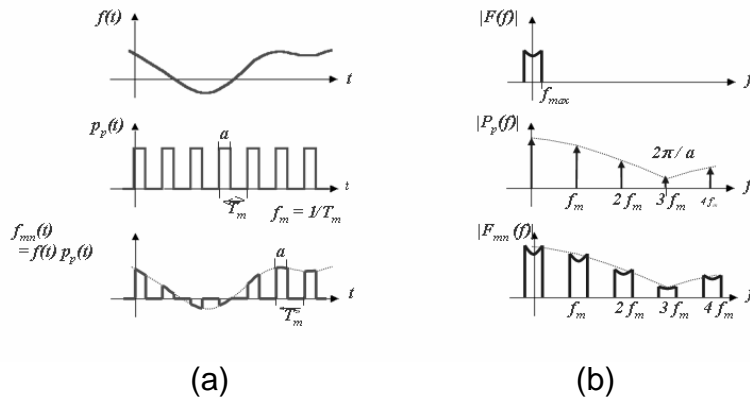 f(t)
t
p_p(t)
a
t
T_m
f_m = 1/T_m
f_mn(t)
= f(t) p_p(t)
a
t
T_m
(a)
|F(f)|
f_max
f
|P_p(f)|
2π/a
f
f_m
2 f_m
3 f_m
4 f_m
|F_mn(f)|
f
f_m
2 f_m
3 f_m
4 f_m
(b)